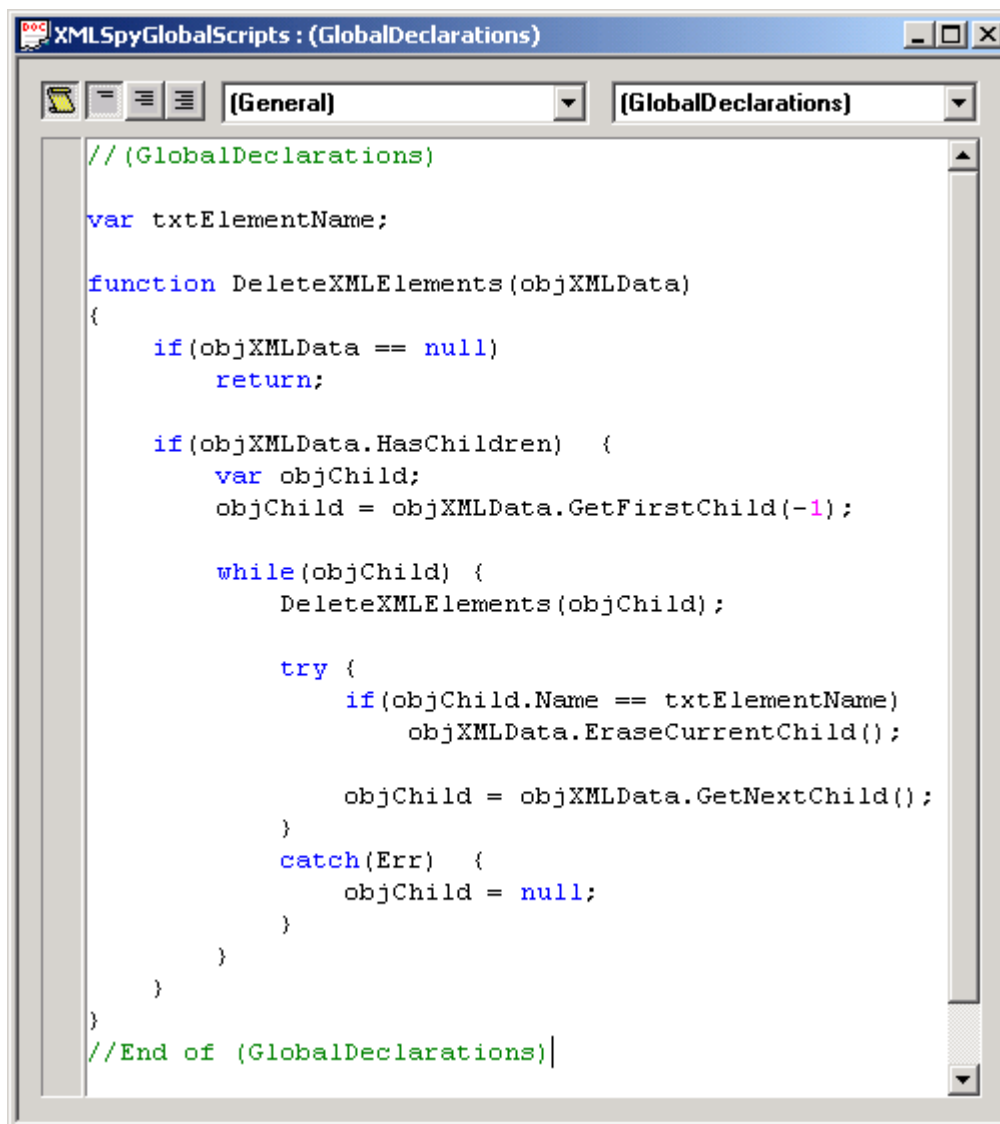 XMLSpyGlobalScripts : (GlobalDeclarations)
(General) (GlobalDeclarations)
//(GlobalDeclarations)
var txtElementName;
function DeleteXMLElements(objXMLData)
{
if(objXMLData == null)
return;
if(objXMLData.HasChildren) {
var objChild;
objChild = objXMLData.GetFirstChild(-1);
while(objChild) {
DeleteXMLElements(objChild);
try {
if(objChild.Name == txtElementName)
objXMLData.EraseCurrentChild();
objChild = objXMLData.GetNextChild();
}
catch(Err) {
objChild = null;
}
}
}
}
//End of (GlobalDeclarations)